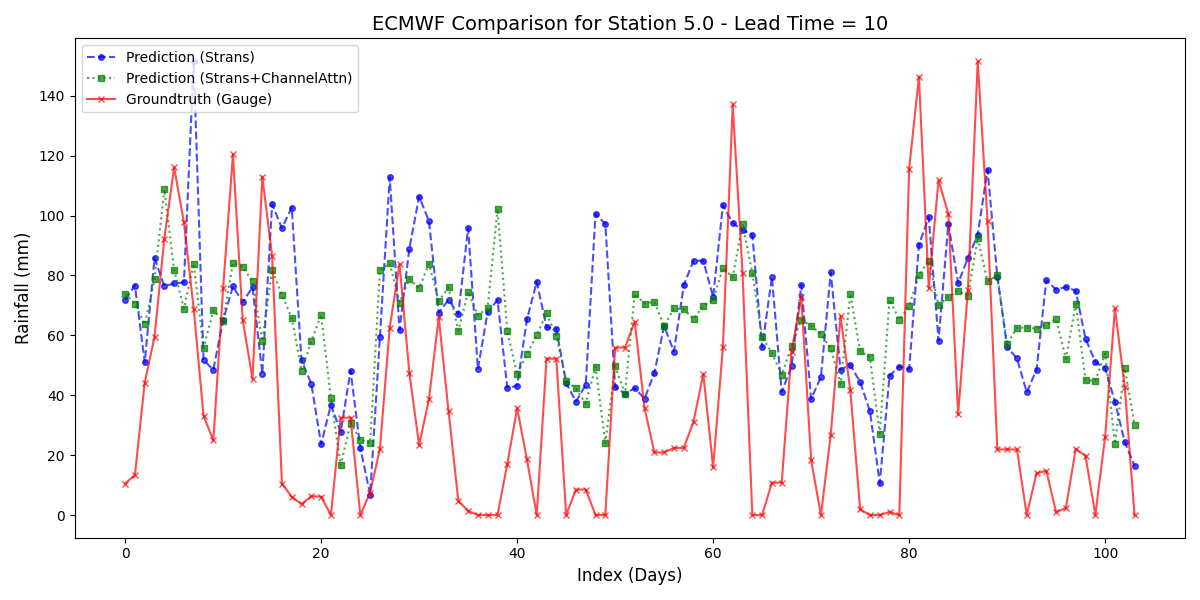 ECMWF Comparison for Station 5.0 - Lead Time = 10
Prediction (Strans)
Prediction (Strans+ChannelAttn)
Groundtruth (Gauge)
Rainfall (mm)
140
120
100
80
60
40
20
0
0 20 40 60 80 100
Index (Days)